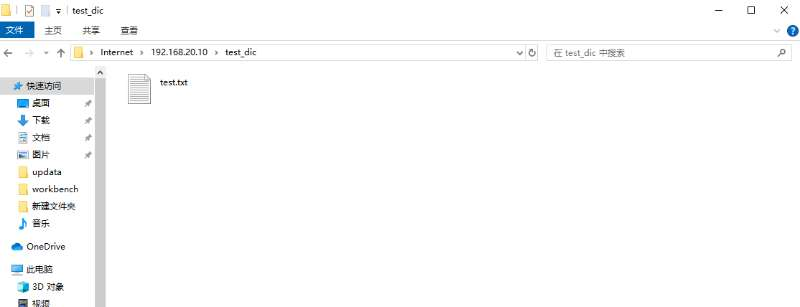 test_dic
文件
主页
共享
查看
Internet
192.168.20.10
test_dic
在 test_dic 中搜索
快速访问
桌面
下载
文档
图片
updata
workbench
新建文件夹
音乐
OneDrive
此电脑
3D 对象
视频
test.txt